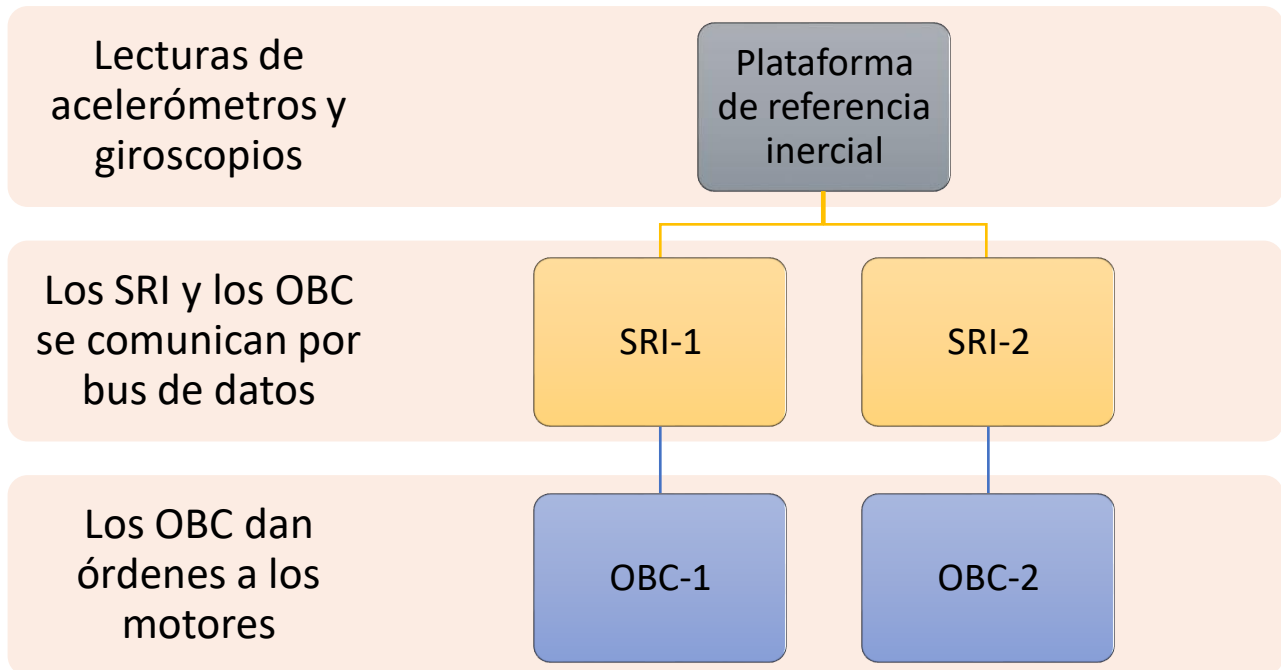 Lecturas de
acelerómetros y
giroscopios
Plataforma
de referencia
inercial
Los SRI y los OBC
se comunican por
bus de datos
SRI-1
SRI-2
Los OBC dan
órdenes a los
motores
OBC-1
OBC-2